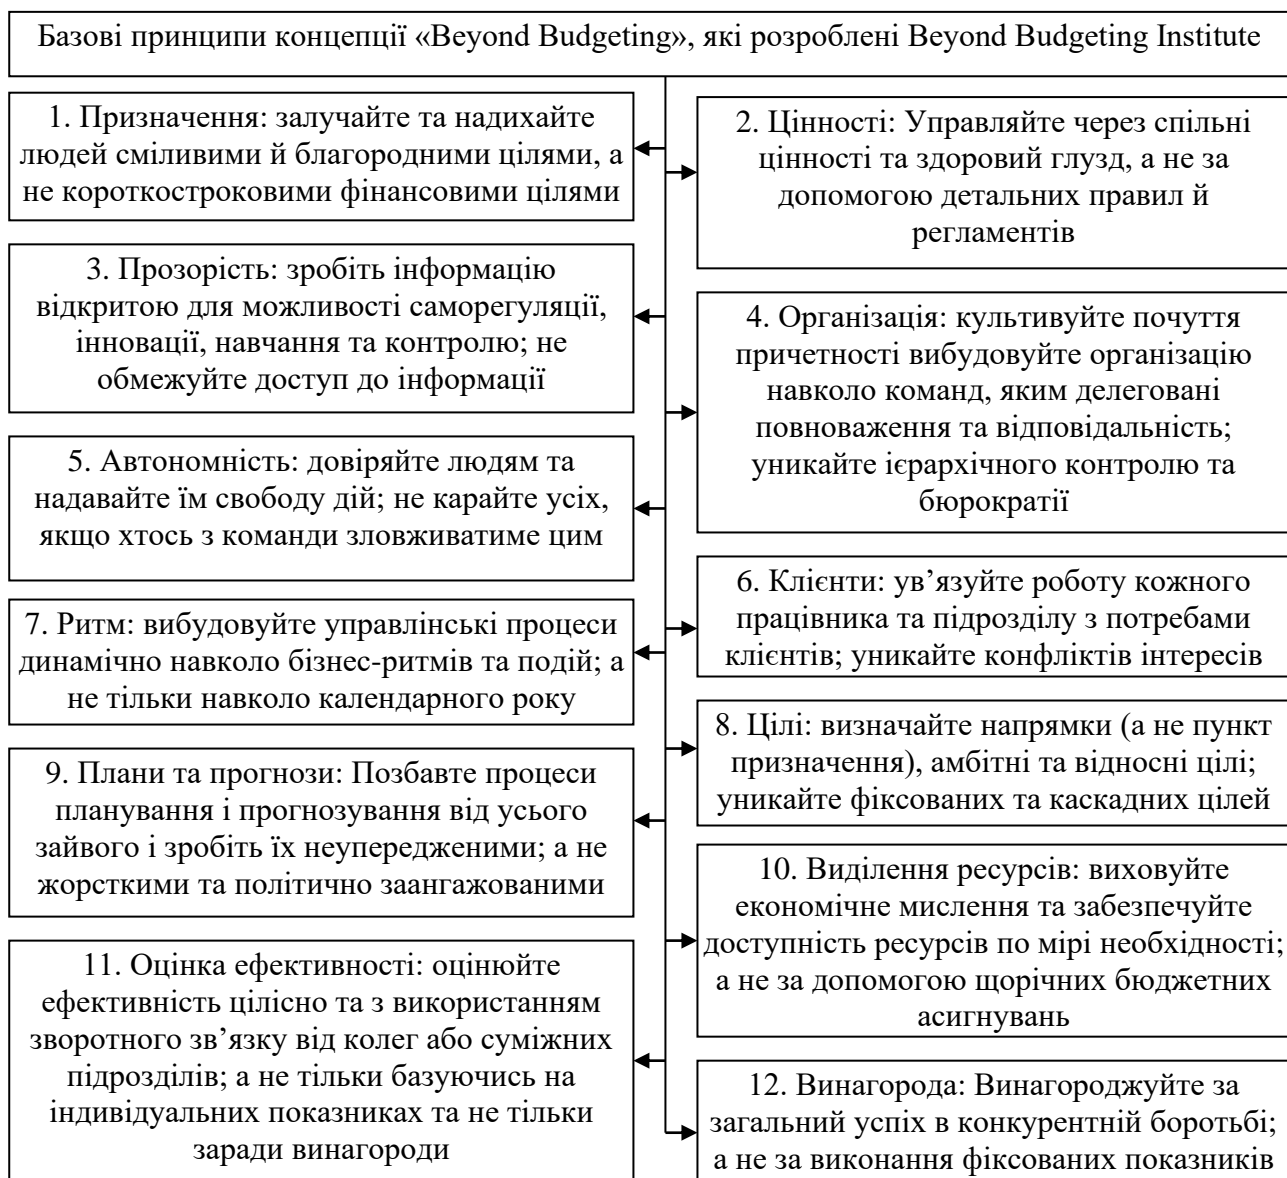 Базові принципи концепції «Beyond Budgeting», які розроблені Beyond Budgeting Institute
1. Призначення: залучайте та надихайте
людей сміливими й благородними цілями, а
не короткостроковими фінансовими цілями
2. Цінності: Управляйте через спільні
цінності та здоровий глузд, а не за
допомогою детальних правил й
регламентів
3. Прозорість: зробіть інформацію
відкритою для можливості саморегуляції,
інновації, навчання та контролю; не
обмежуйте доступ до інформації
4. Організація: культивуйте почуття
причетності вибудовуйте організацію
навколо команд, яким делеговані
повноваження та відповідальність;
уникайте ієрархічного контролю та
бюрократії
5. Автономність: довіряйте людям та
надавайте їм свободу дій; не карайте усіх,
якщо хтось з команди зловживатиме цим
6. Клієнти: ув’язуйте роботу кожного
працівника та підрозділу з потребами
клієнтів; уникайте конфліктів інтересів
7. Ритм: вибудовуйте управлінські процеси
динамічно навколо бізнес-ритмів та подій; а
не тільки навколо календарного року
8. Цілі: визначайте напрямки (а не пункт
призначення), амбітні та відносні цілі;
уникайте фіксованих та каскадних цілей
9. Плани та прогнози: Позбавте процеси
планування і прогнозування від усього
зайвого і зробіть їх неупередженими; а не
жорсткими та політично заангажованими
10. Виділення ресурсів: виховуйте
економічне мислення та забезпечуйте
доступність ресурсів по мірі необхідності;
а не за допомогою щорічних бюджетних
асигнувань
11. Оцінка ефективності: оцінюйте
ефективність цілісно та з використанням
зворотного зв’язку від колег або суміжних
підрозділів; а не тільки базуючись на
індивідуальних показниках та не тільки
заради винагороди
12. Винагорода: Винагороджуйте за
загальний успіх в конкурентній боротьбі;
а не за виконання фіксованих показників